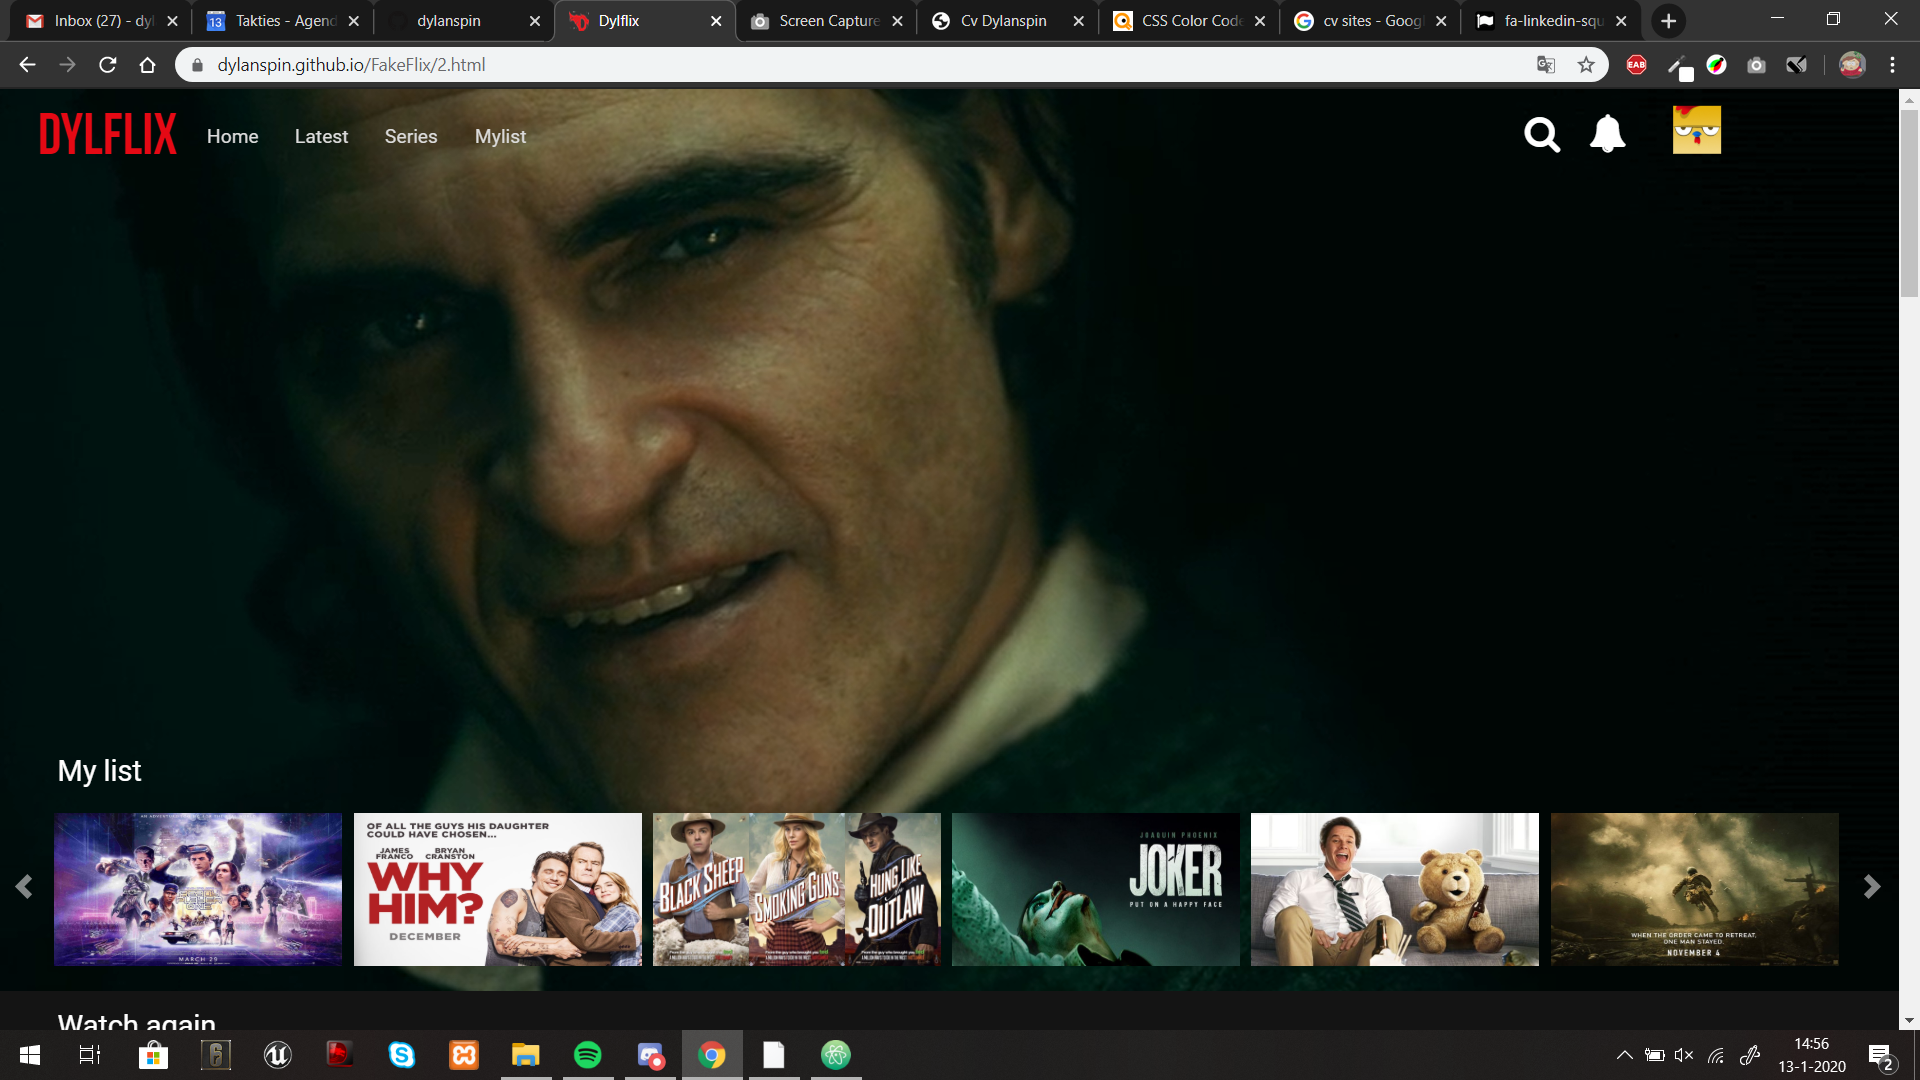 Inbox (27) - dyl
13
Takties - Agend
dylanspin
Dylflix
Screen Capture
Cv Dylanspin
CSS Color Code
cv sites - Goog
fa-linkedin-squ
dylanspin.github.io/FakeFlix/2.html
EAB
DYLFLIX
Home
Latest
Series
Mylist
My list
MARCH 29
OF ALL THE GUYS HIS DAUGHTER
COULD HAVE CHOSEN...
JAMES FRANCO
BRYAN CRANSTON
WHY
HIM?
DECEMBER
BLACK SHEEP
SMOKING GUNS
HUNG LIKE
OUTLAW
JOAQUIN PHOENIX
JOKER
PUT ON A HAPPY FACE
WHEN THE ORDER CAME TO RETREAT,
ONE MAN STAYED.
NOVEMBER 4
Watch again
14:56
13-1-2020
2